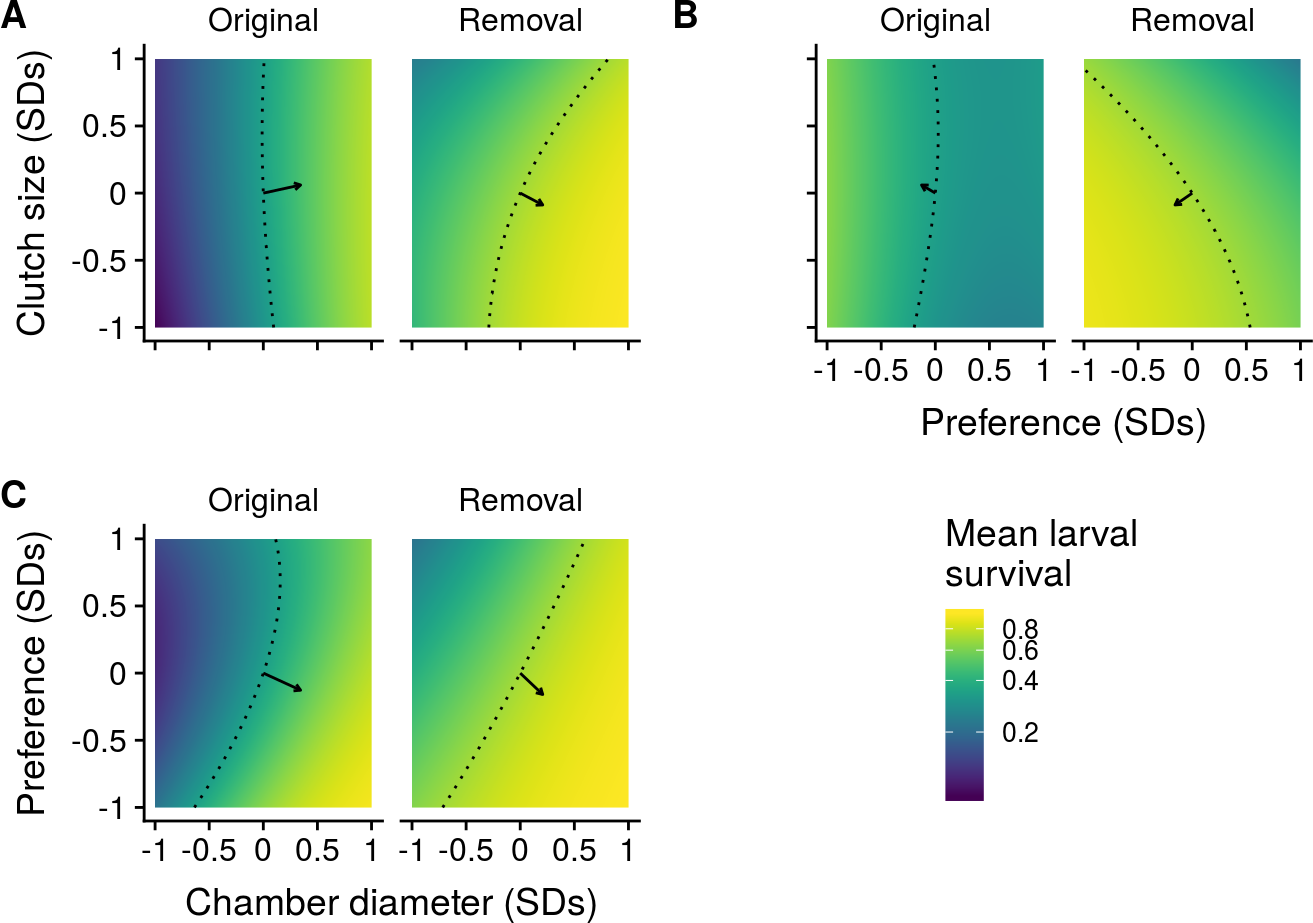 A
Original
Removal
Clutch size (SDs)
1
0.5
0
-0.5
-1
B
Original
Removal
-1 -0.5 0 0.5 1
-1 -0.5 0 0.5 1
Preference (SDs)
C
Original
Removal
Preference (SDs)
1
0.5
0
-0.5
-1
-1 -0.5 0 0.5 1
-1 -0.5 0 0.5 1
Chamber diameter (SDs)
Mean larval
survival
0.8
0.6
0.4
0.2